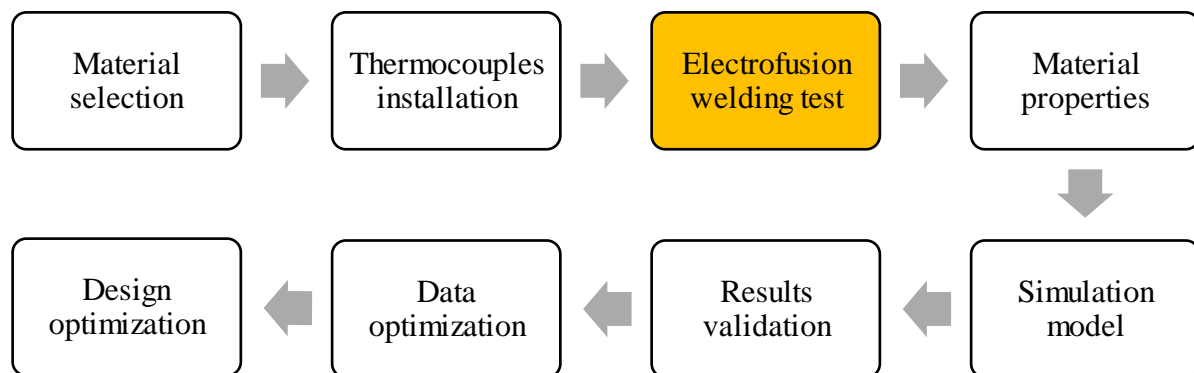 Material
selection
Thermocouples
installation
Electrofusion
welding test
Material
properties
Design
optimization
Data
optimization
Results
validation
Simulation
model